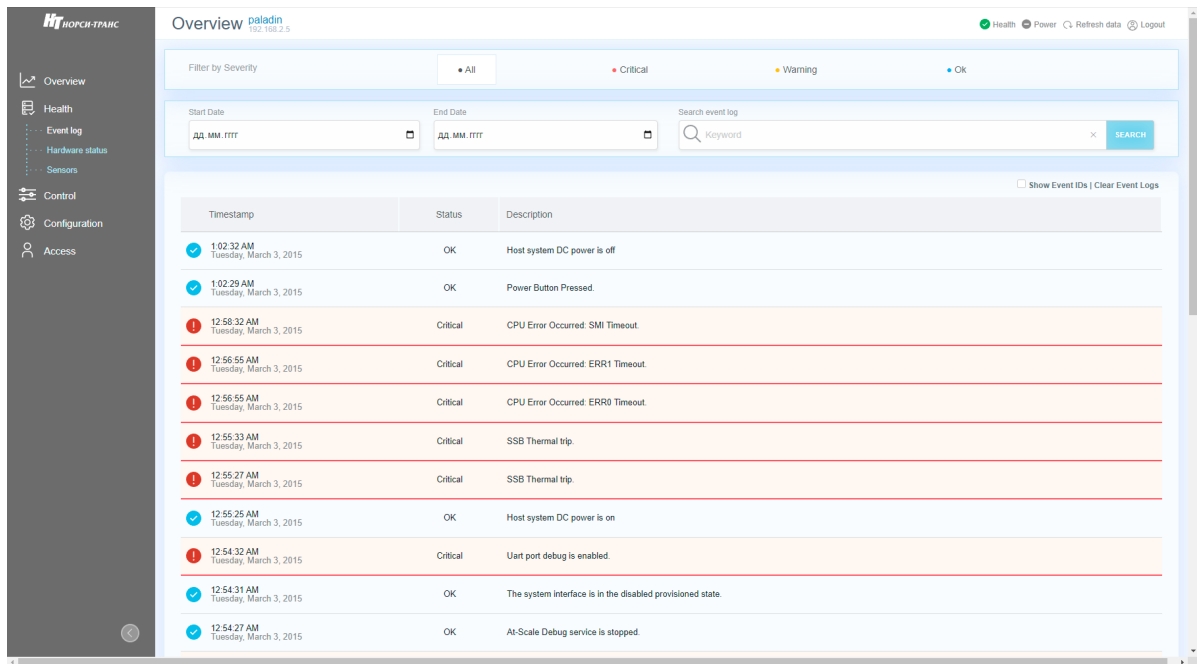 НТ НОРСИ-ТРАНС
Overview paladin
192.168.2.5
Health Power Refresh data Logout
Overview
Health
Event log
Hardware status
Sensors
Control
Configuration
Access
Filter by Severity
All Critical Warning Ok
Start Date End Date Search event log
ДД.ММ.ГГГГ ДД.ММ.ГГГГ Keyword × SEARCH
Show Event IDs | Clear Event Logs
Timestamp Status Description
1:02:32 AM
Tuesday, March 3, 2015
OK Host system DC power is off
1:02:29 AM
Tuesday, March 3, 2015
OK Power Button Pressed.
12:58:32 AM
Tuesday, March 3, 2015
Critical CPU Error Occurred: SMI Timeout.
12:56:55 AM
Tuesday, March 3, 2015
Critical CPU Error Occurred: ERR1 Timeout.
12:56:55 AM
Tuesday, March 3, 2015
Critical CPU Error Occurred: ERR0 Timeout.
12:55:33 AM
Tuesday, March 3, 2015
Critical SSB Thermal trip.
12:55:27 AM
Tuesday, March 3, 2015
Critical SSB Thermal trip.
12:55:25 AM
Tuesday, March 3, 2015
OK Host system DC power is on
12:54:32 AM
Tuesday, March 3, 2015
Critical Uart port debug is enabled.
12:54:31 AM
Tuesday, March 3, 2015
OK The system interface is in the disabled provisioned state.
12:54:27 AM
Tuesday, March 3, 2015
OK At-Scale Debug service is stopped.